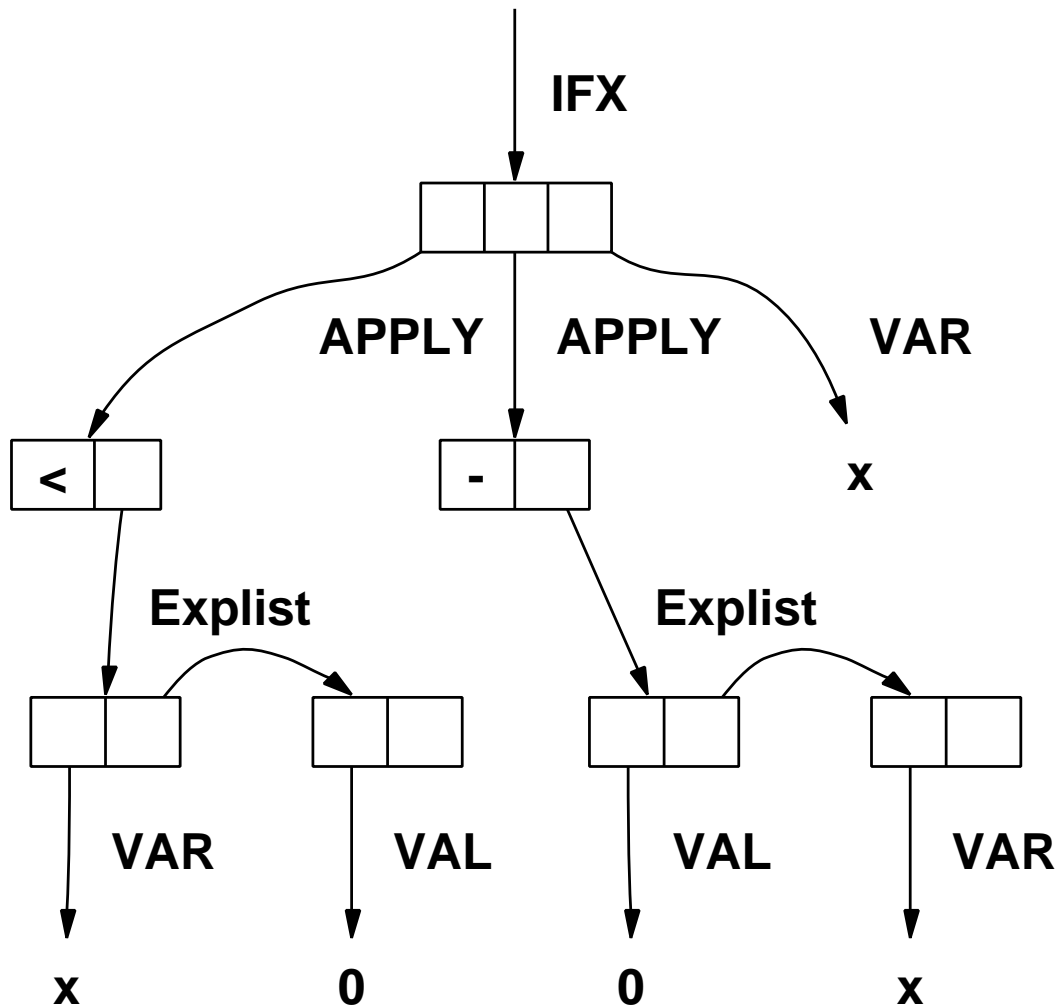 IFX
APPLY APPLY VAR
< - x
Explist Explist
VAR VAL VAL VAR
x 0 0 x